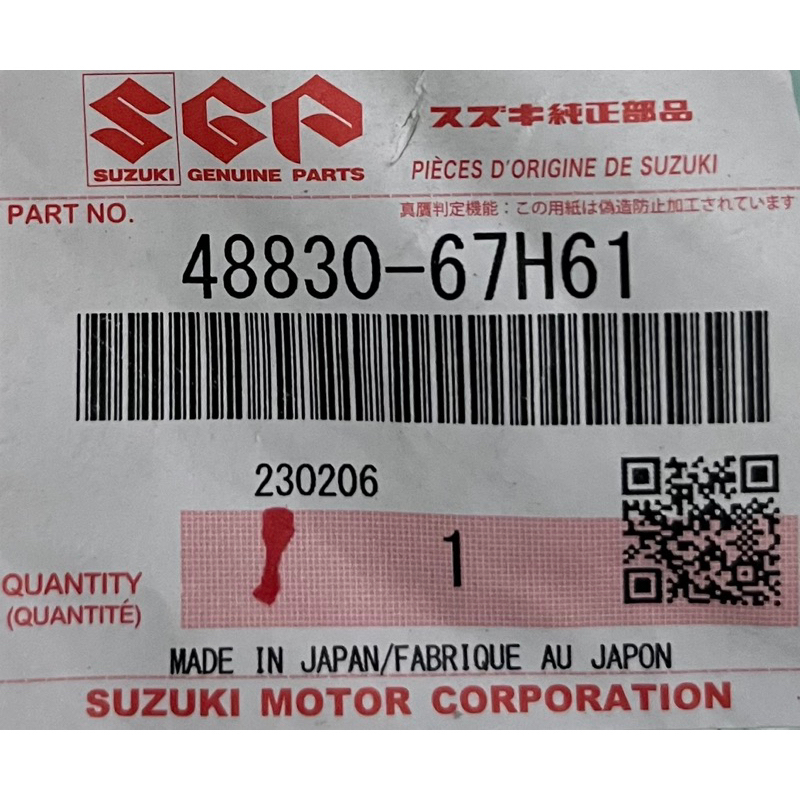 SGP
スズキ純正部品
SUZUKI GENUINE PARTS
PIÈCES D'ORIGINE DE SUZUKI
PART NO.
真贋判定機能：この用紙は偽造防止加工されています
48830-67H61
230206
1
QUANTITY
(QUANTITÉ)
MADE IN JAPAN/FABRIQUE AU JAPON
SUZUKI MOTOR CORPORATION